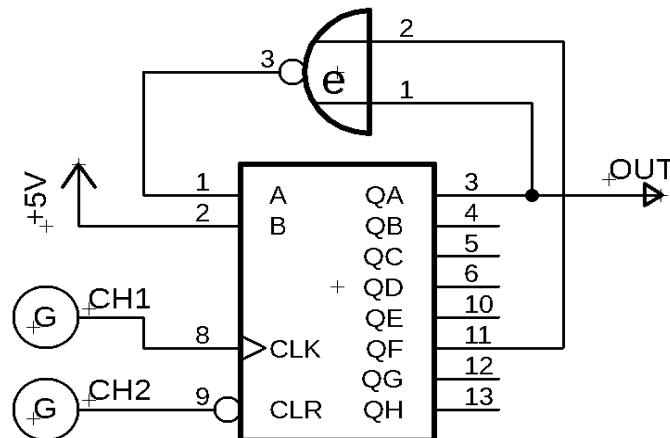 2
3
e
1
OUT
+5V
1 A QA 3
2 B QB 4
QC 5
QD 6
CH1
G
QE 10
8 CLK QF 11
QG 12
CH2
G
9 CLR QH 13